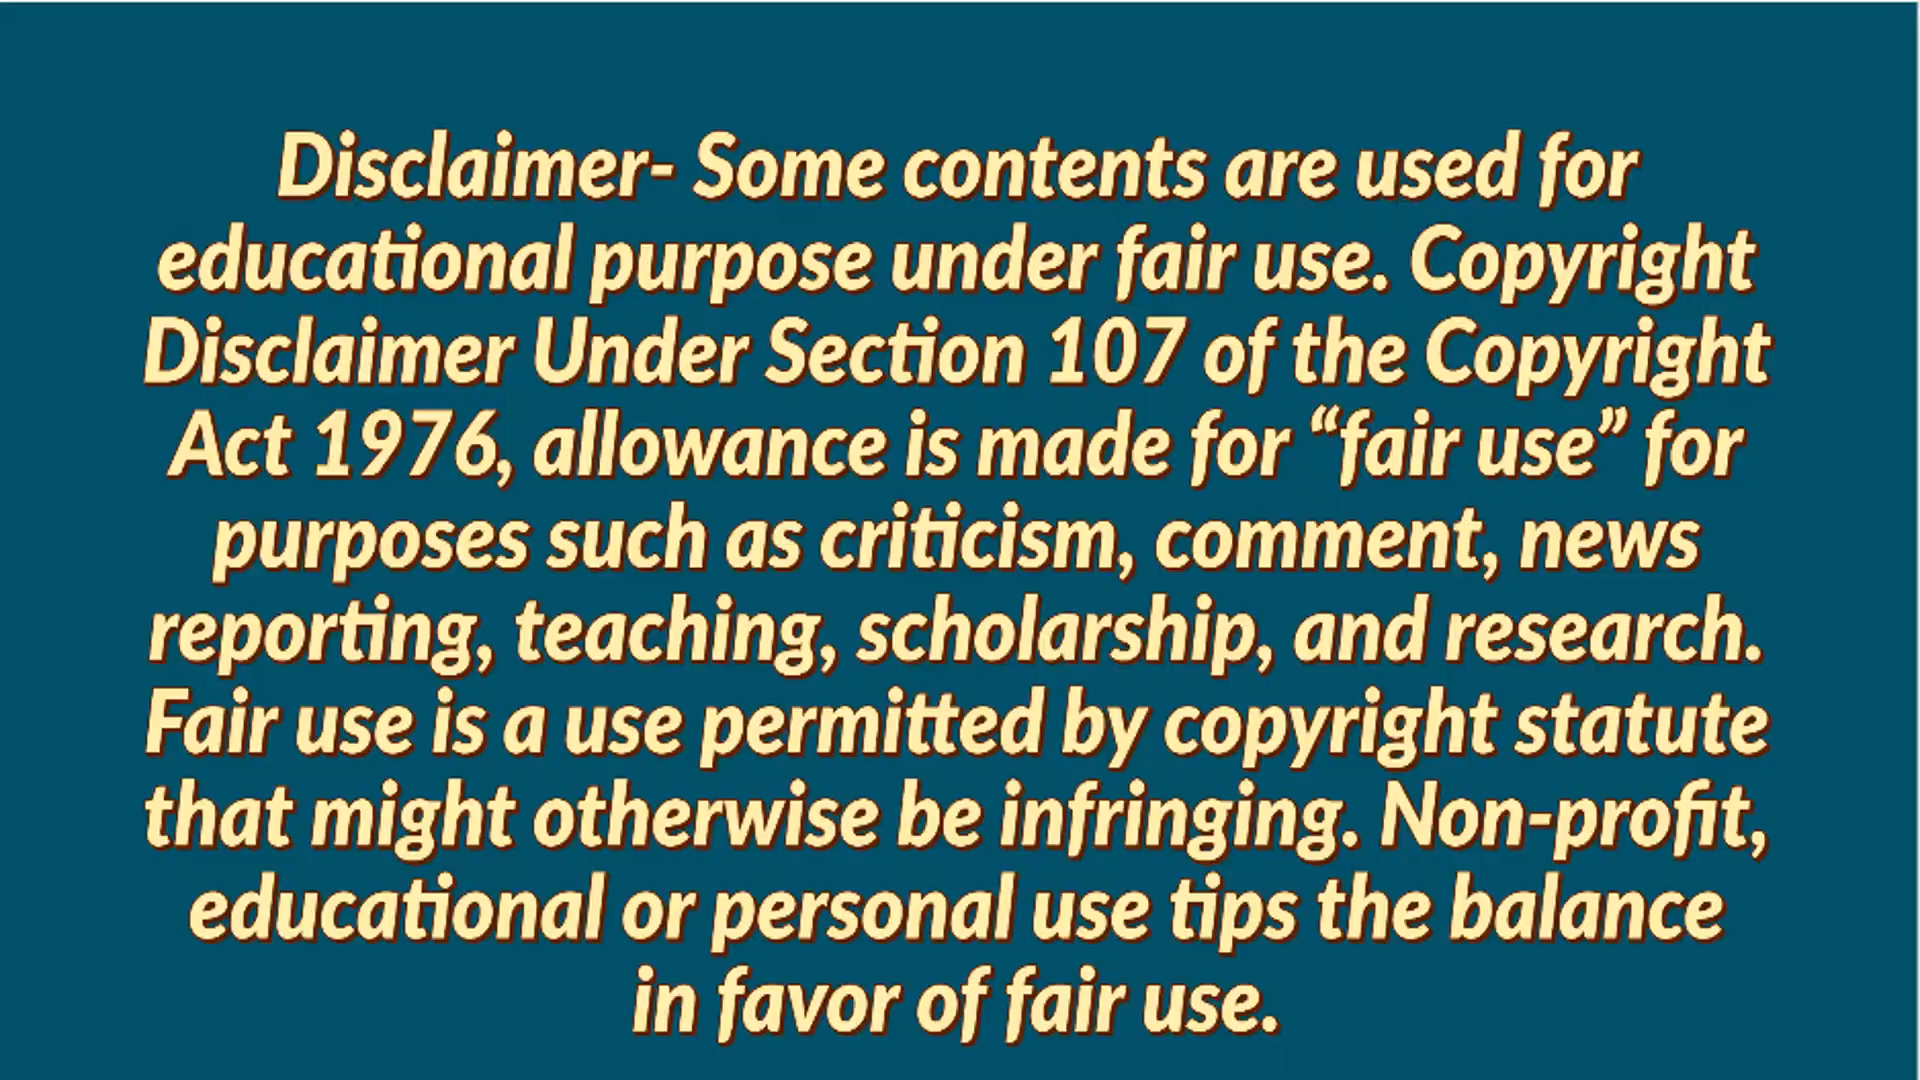 Disclaimer- Some contents are used for
educational purpose under fair use. Copyright
Disclaimer Under Section 107 of the Copyright
Act 1976, allowance is made for “fair use” for
purposes such as criticism, comment, news
reporting, teaching, scholarship, and research.
Fair use is a use permitted by copyright statute
that might otherwise be infringing. Non-profit,
educational or personal use tips the balance
in favor of fair use.